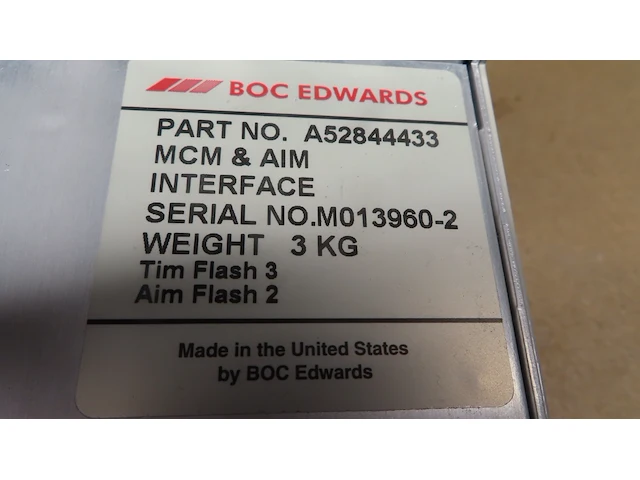 BOC EDWARDS
PART NO. A52844433
MCM & AIM
INTERFACE
SERIAL NO.M013960-2
WEIGHT 3 KG
Tim Flash 3
Aim Flash 2
Made in the United States
by BOC Edwards